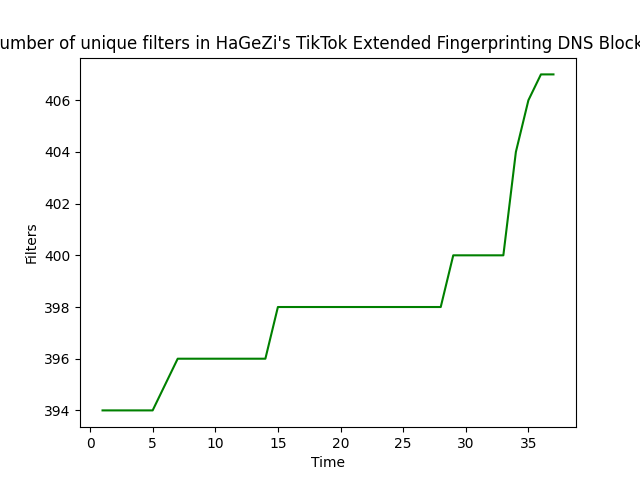 umber of unique filters in HaGeZi's TikTok Extended Fingerprinting DNS Block
406
404
402
400
398
396
394
Filters
0 5 10 15 20 25 30 35
Time